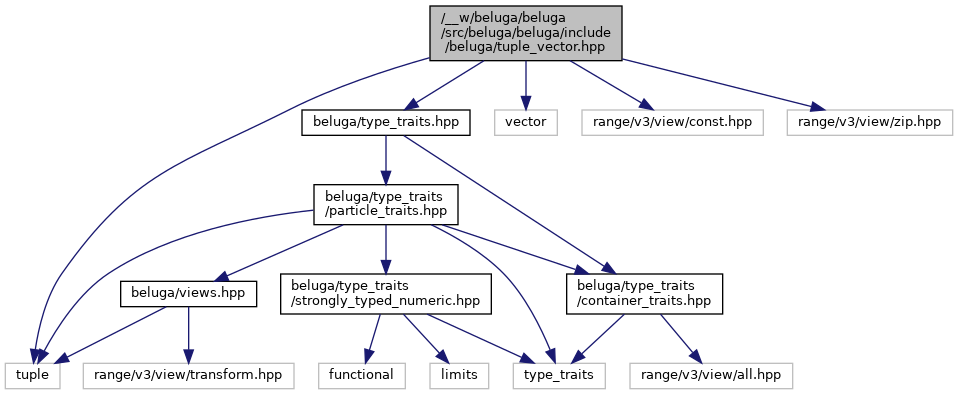 /__w/beluga/beluga
/src/beluga/beluga/include
/beluga/tuple_vector.hpp
beluga/type_traits.hpp
vector
range/v3/view/const.hpp
range/v3/view/zip.hpp
beluga/type_traits
/particle_traits.hpp
beluga/views.hpp
beluga/type_traits
/strongly_typed_numeric.hpp
beluga/type_traits
/container_traits.hpp
tuple
range/v3/view/transform.hpp
functional
limits
type_traits
range/v3/view/all.hpp